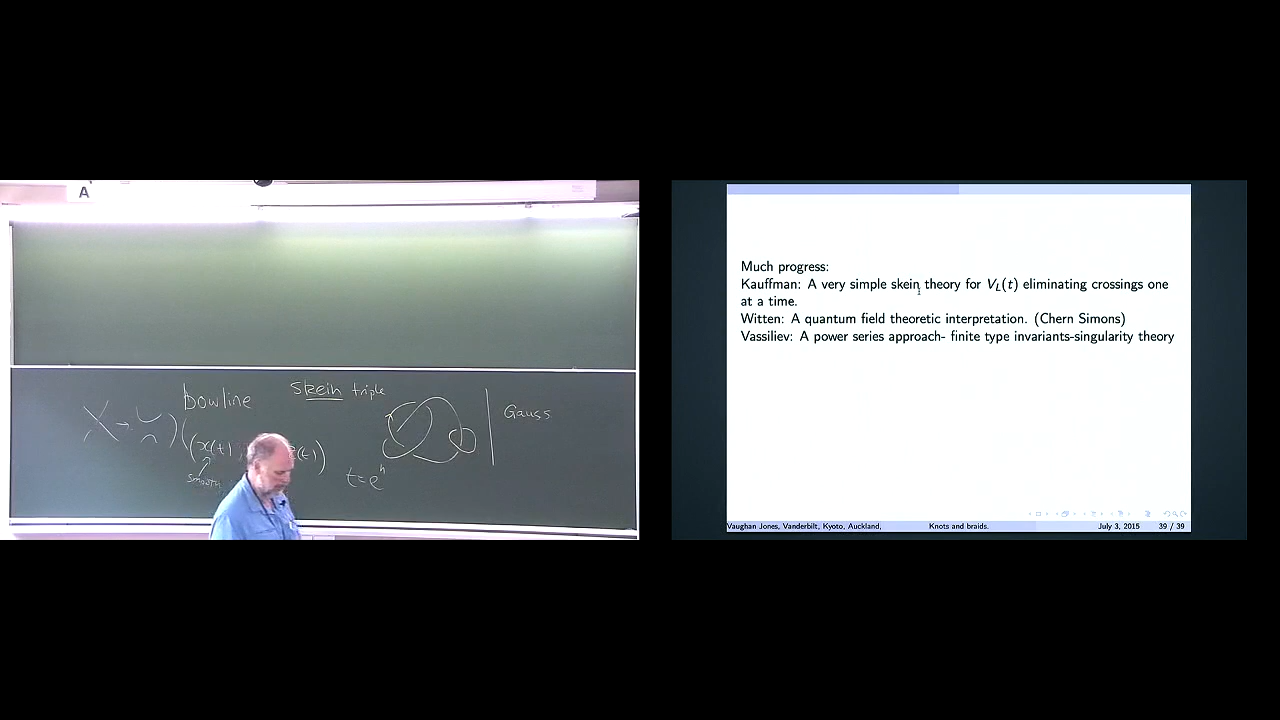 A
bowline
Skein triple
Gauss
(x(t)
z(t))
smooth
t=e^h
Much progress:
Kauffman: A very simple skein theory for V_L(t) eliminating crossings one
at a time.
Witten: A quantum field theoretic interpretation. (Chern Simons)
Vassiliev: A power series approach- finite type invariants-singularity theory
Vaughan Jones, Vanderbilt, Kyoto, Auckland, Knots and braids. July 3, 2015 39 / 39